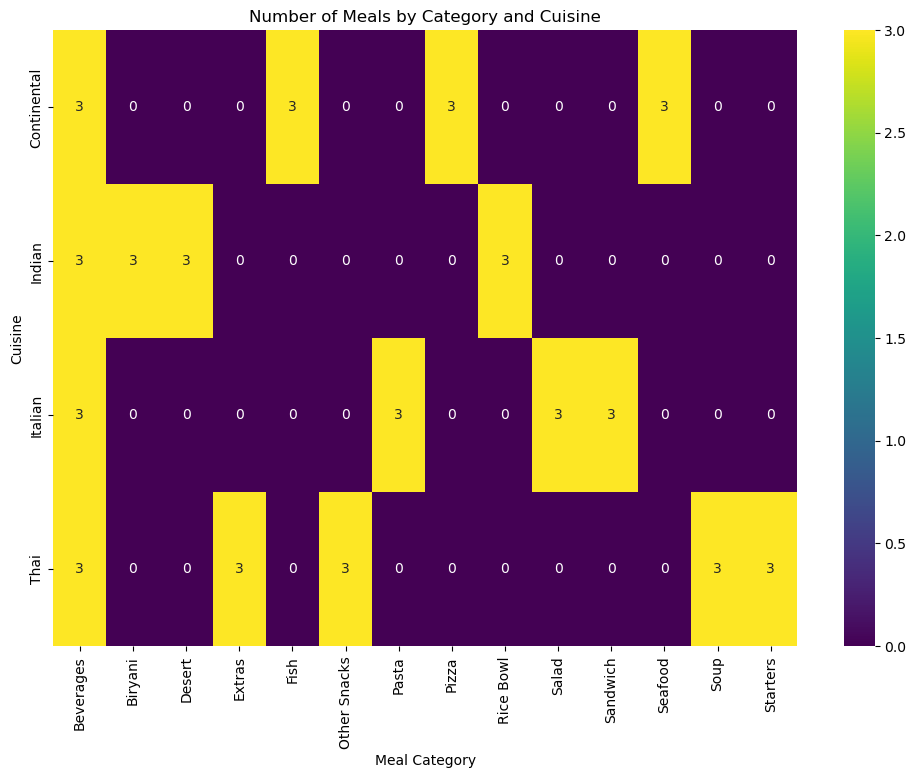 Number of Meals by Category and Cuisine
Continental 3 0 0 0 3 0 0 3 0 0 0 3 0 0
Indian 3 3 3 0 0 0 0 0 3 0 0 0 0 0
Italian 3 0 0 0 0 0 3 0 0 3 3 0 0 0
Thai 3 0 0 3 0 3 0 0 0 0 0 0 3 3
Cuisine
Beverages Biryani Desert Extras Fish Other Snacks Pasta Pizza Rice Bowl Salad Sandwich Seafood Soup Starters
Meal Category
3.0
2.5
2.0
1.5
1.0
0.5
0.0